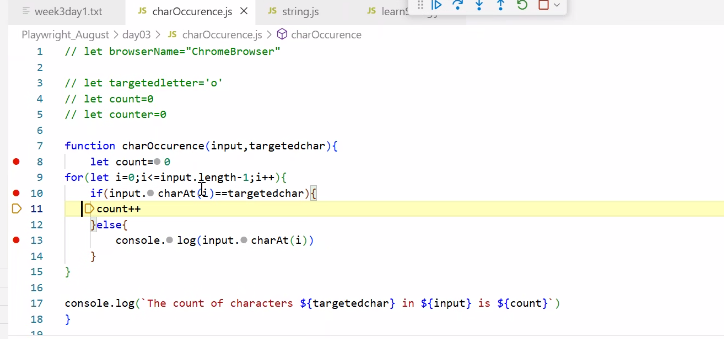 week3day1.txt JS charOccurence.js JS string.js JS
Playwright_August > day03 > JS charOccurence.js > charOccurence
1 // let browserName="ChromeBrowser"
2
3 // let targetedletter='o'
4 // let count=0
5 // let counter=0
6
7 function charOccurence(input,targetedchar){
8 let count= 0
9 for(let i=0;i<=input.length-1;i++){
10 if(input. charAt(i)==targetedchar){
11 count++
12 }else{
13 console. log(input. charAt(i))
14 }
15 }
16
17 console.log(`The count of characters ${targetedchar} in ${input} is ${count}`)
18 }
19